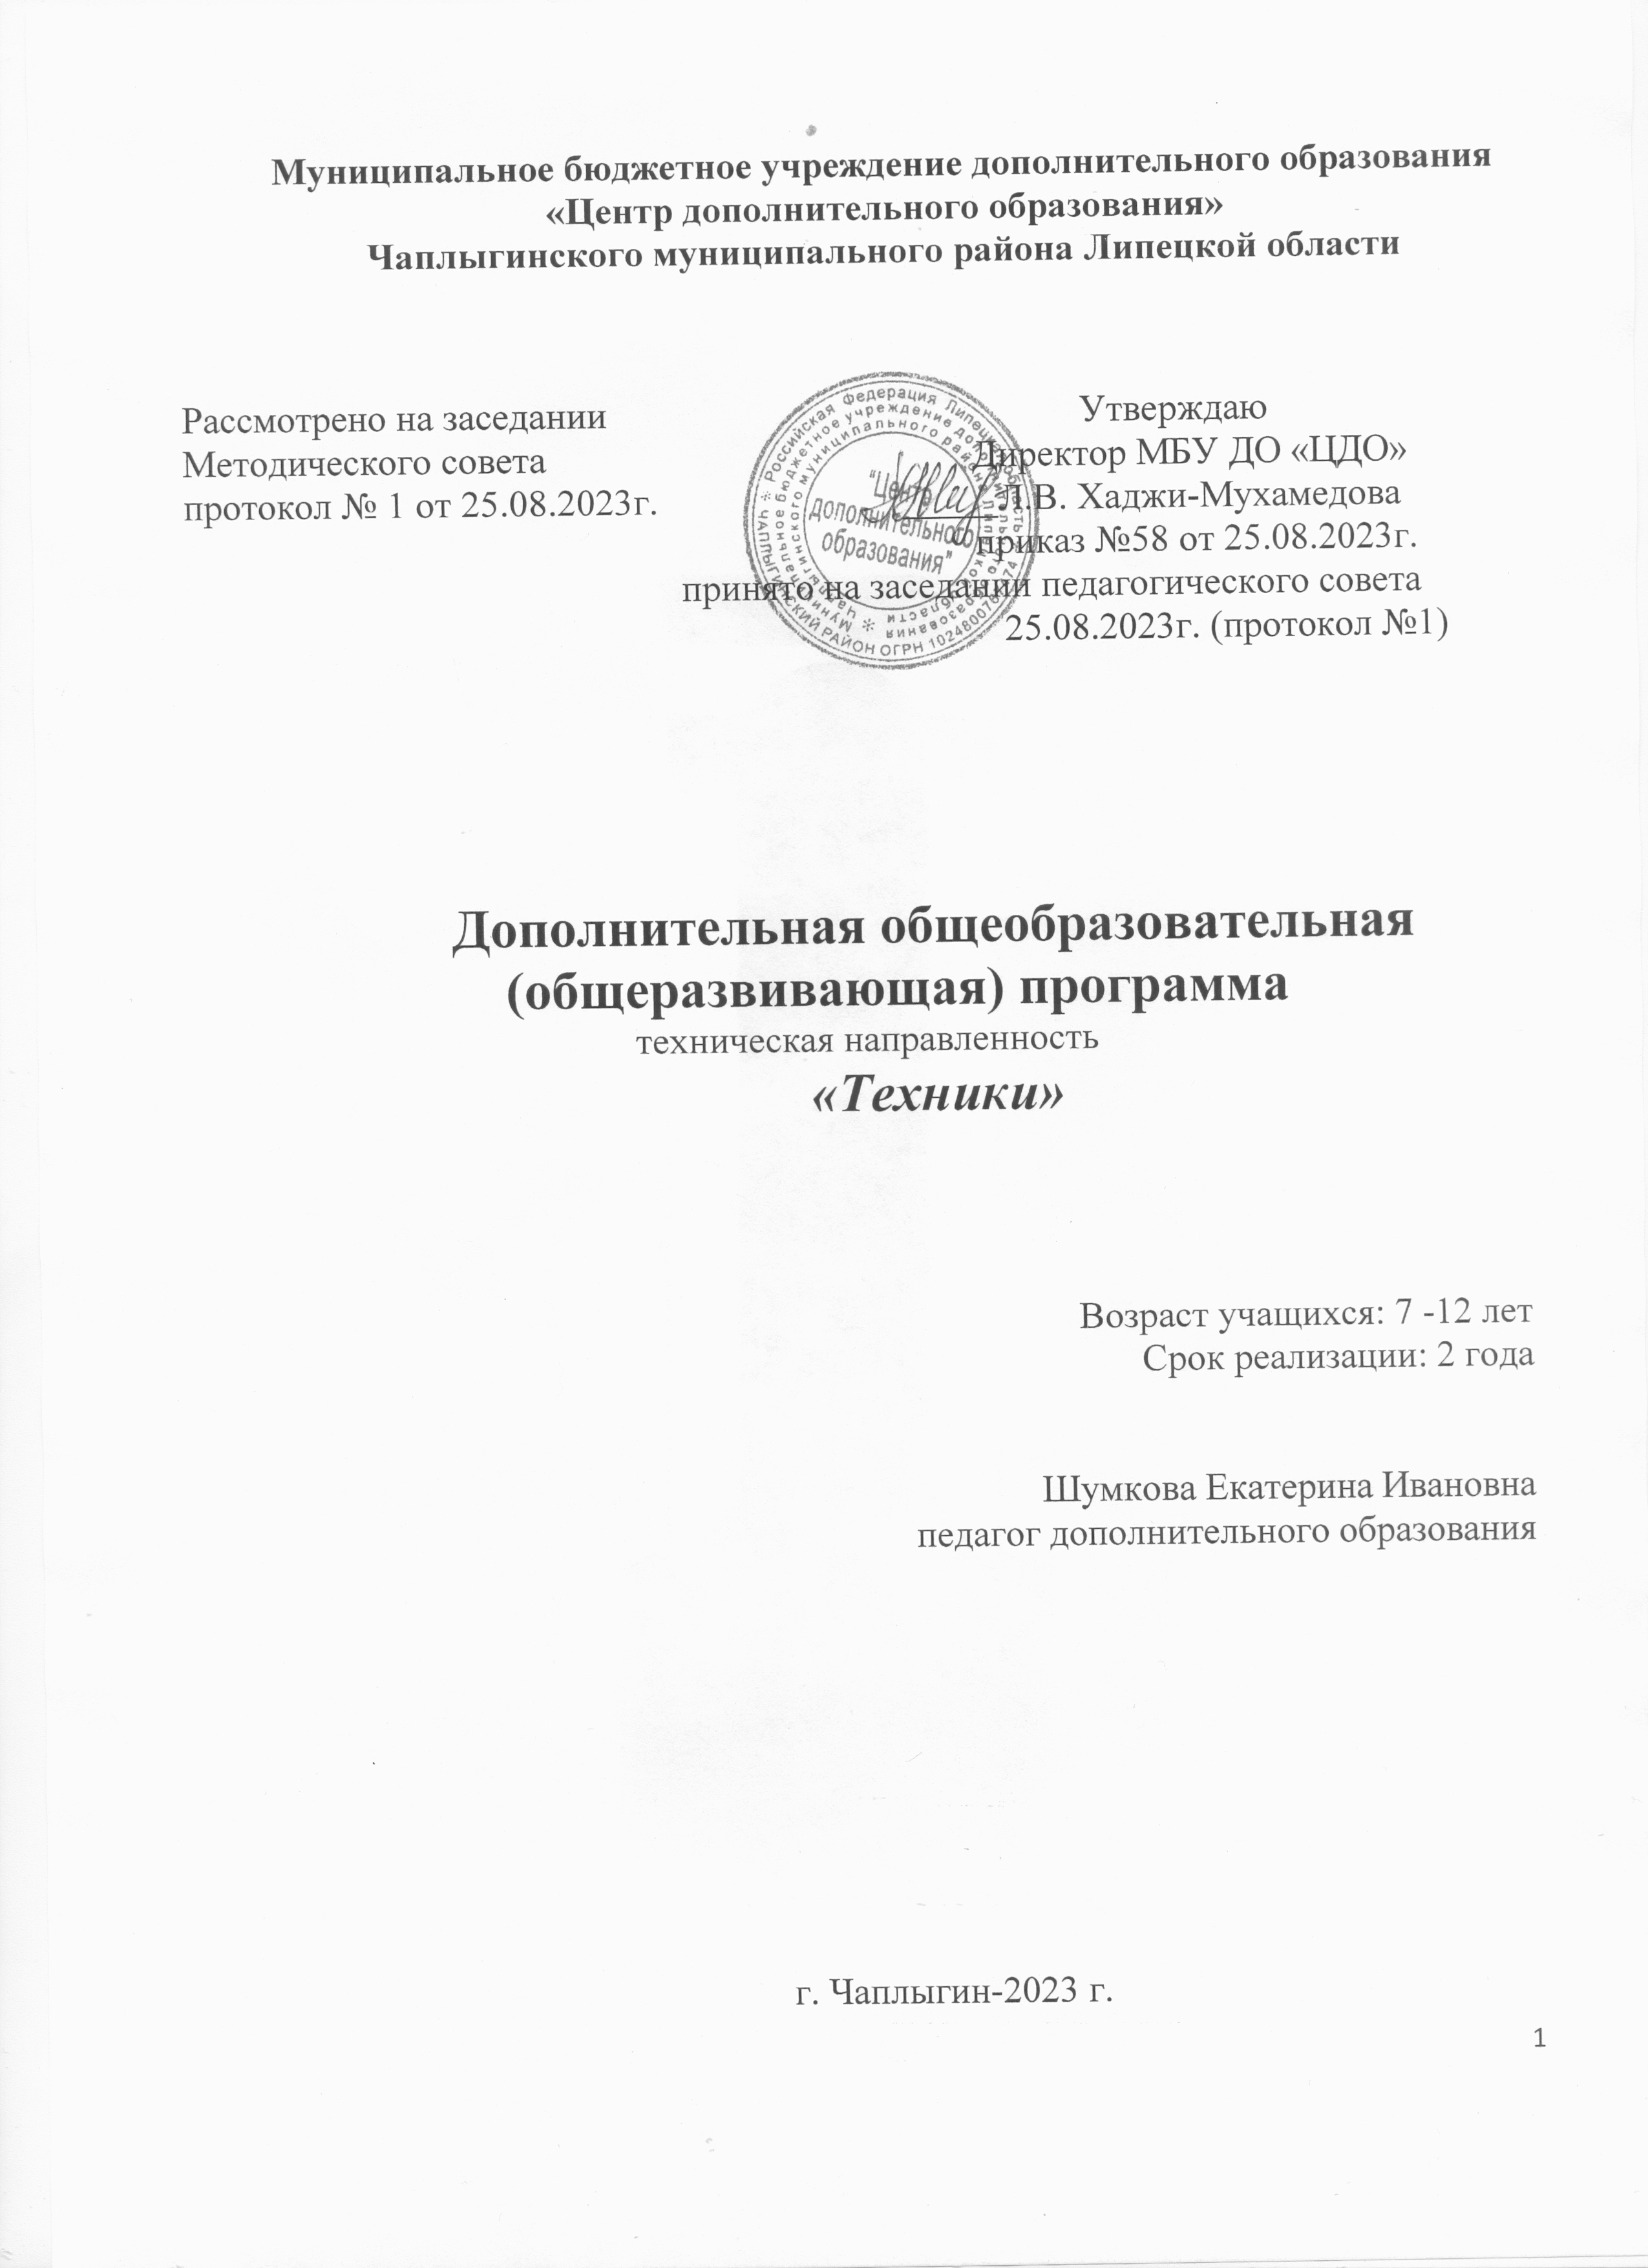 Муниципальное бюджетное учреждение дополнительного образования
«Центр дополнительного образования»
Чаплыгинского муниципального района Липецкой области
Рассмотрено на заседании
Методического совета
протокол № 1 от 25.08.2023г.
Утверждаю
Директор МБУ ДО «ЦДО»
Л.В. Хаджи-Мухамедова
приказ №58 от 25.08.2023г.
принято на заседании педагогического совета
25.08.2023г. (протокол №1)
"Центр
дополнительного
образования"
Дополнительная общеобразовательная
(общеразвивающая) программа
техническая направленность
«Техники»
Возраст учащихся: 7 -12 лет
Срок реализации: 2 года
Шумкова Екатерина Ивановна
педагог дополнительного образования
г. Чаплыгин-2023 г.
1